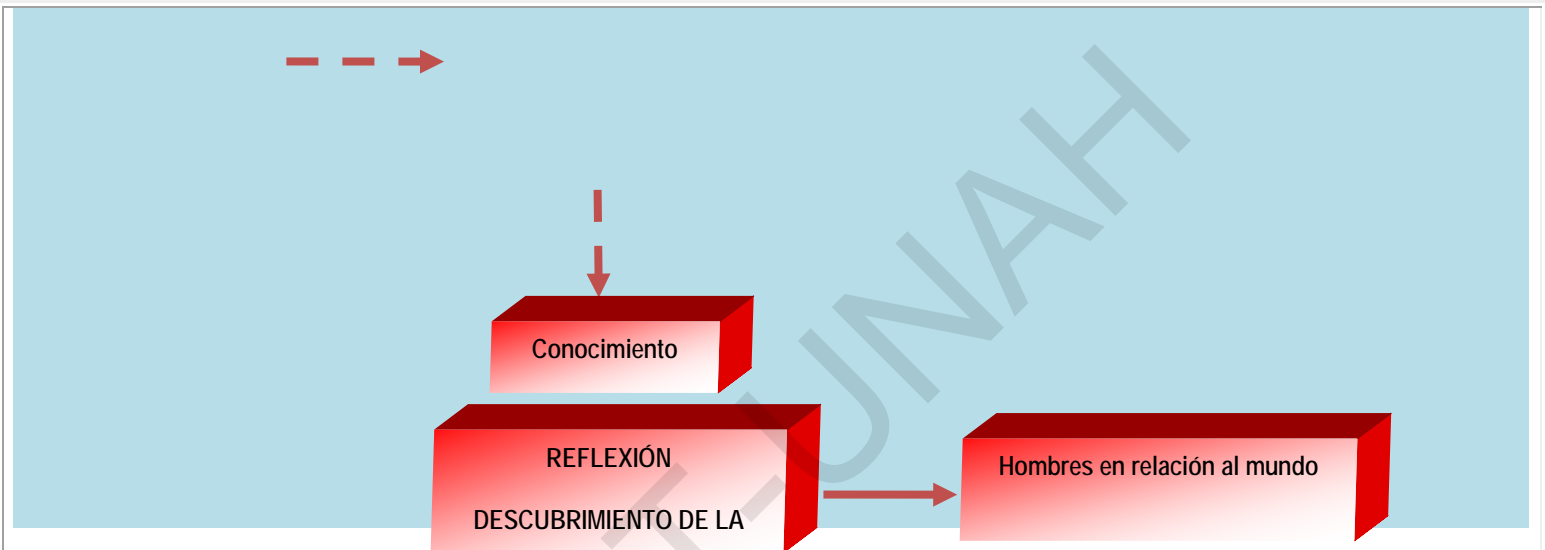 Conocimiento
REFLEXIÓN
DESCUBRIMIENTO DE LA
Hombres en relación al mundo
T-UNAH